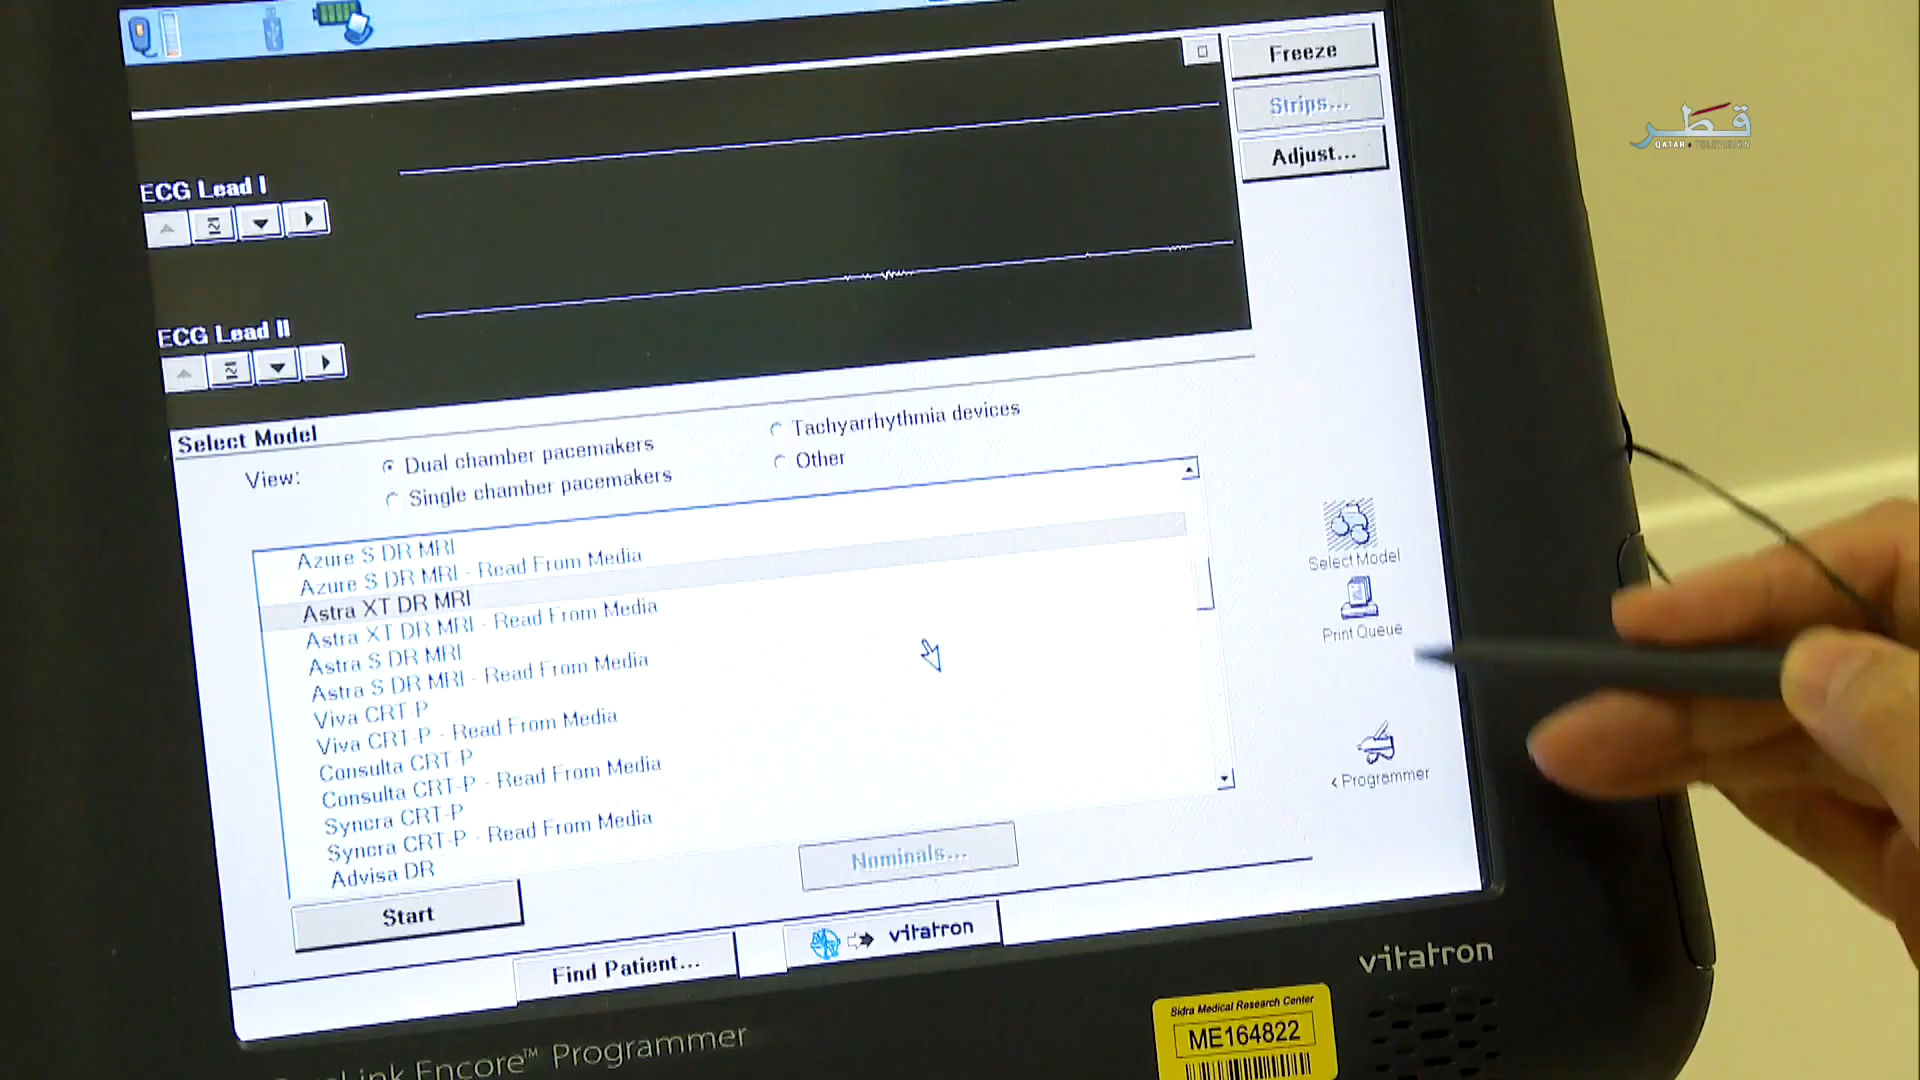 Freeze
Strips...
Adjust...
قطر
QATAR TELEVISION
ECG Lead I
ECG Lead II
Select Model
View:
Dual chamber pacemakers
Tachyarrhythmia devices
Single chamber pacemakers
Other
Azure S DR MRI
Azure S DR MRI - Read From Media
Astra XT DR MRI
Astra XT DR MRI - Read From Media
Astra S DR MRI
Astra S DR MRI - Read From Media
Viva CRT-P
Viva CRT-P - Read From Media
Consulta CRT-P
Consulta CRT-P - Read From Media
Syncra CRT-P
Syncra CRT-P - Read From Media
Advisa DR
Select Model
Print Queue
< Programmer
Nominals...
Start
Find Patient...
vitatron
vitatron
Link Encore™ Programmer
Sidra Medical Research Center
ME164822